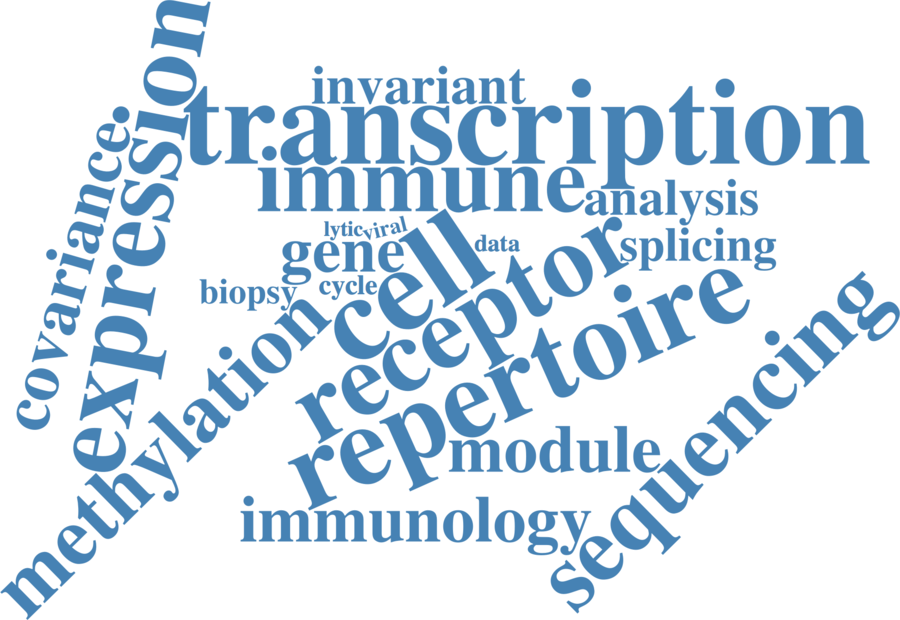 expression
invariant
transcription
covariance
immune
analysis
lytic
viral
gene
cell
data
receptor
splicing
biopsy
cycle
repertoire
methylation
sequencing
module
immunology